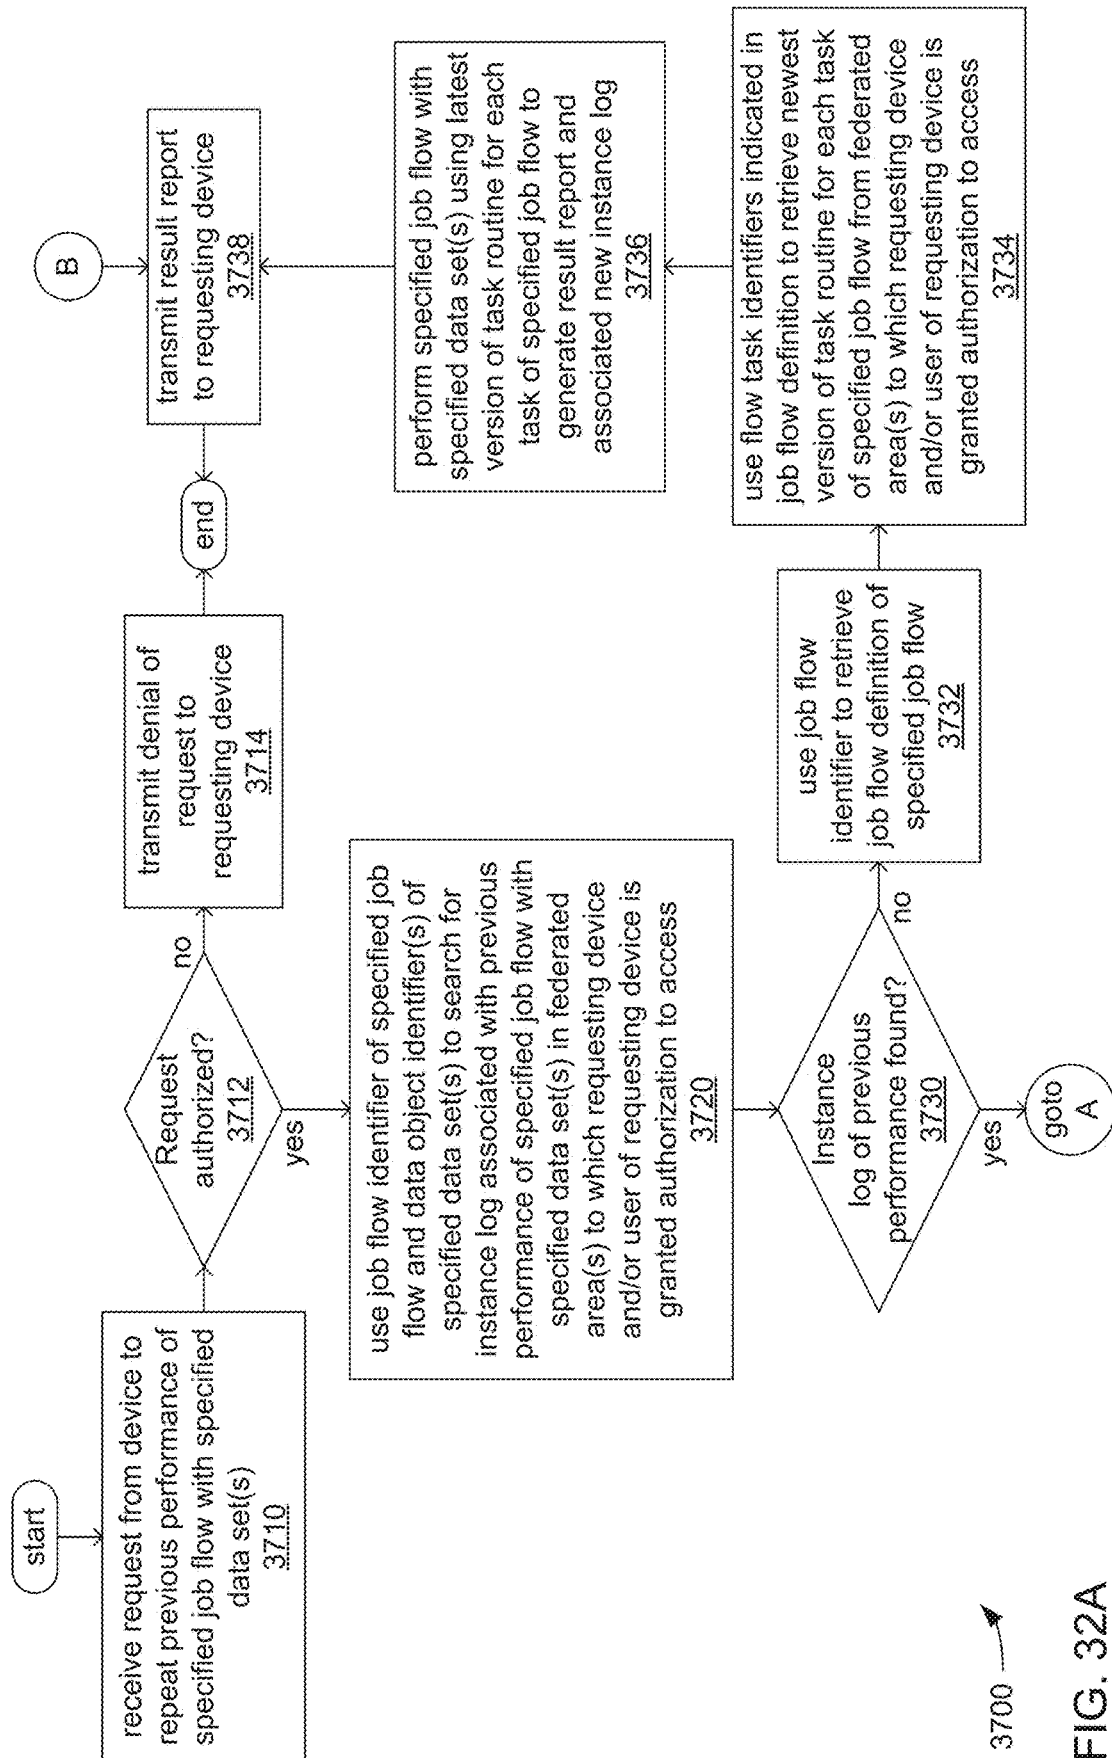 start
receive request from device to
repeat previous performance of
specified job flow with specified
data set(s)
3710
Request
authorized?
3712
no
yes
transmit denial of
request to
requesting device
3714
end
use job flow identifier of specified job
flow and data object identifier(s) of
specified data set(s) to search for
instance log associated with previous
performance of specified job flow with
specified data set(s) in federated
area(s) to which requesting device
and/or user of requesting device is
granted authorization to access
3720
Instance
log of previous
performance found?
3730
no
yes
goto
A
use job flow
identifier to retrieve
job flow definition of
specified job flow
3732
use flow task identifiers indicated in
job flow definition to retrieve newest
version of task routine for each task
of specified job flow from federated
area(s) to which requesting device
and/or user of requesting device is
granted authorization to access
3734
perform specified job flow with
specified data set(s) using latest
version of task routine for each
task of specified job flow to
generate result report and
associated new instance log
3736
B
transmit result report
to requesting device
3738
3700
FIG. 32A